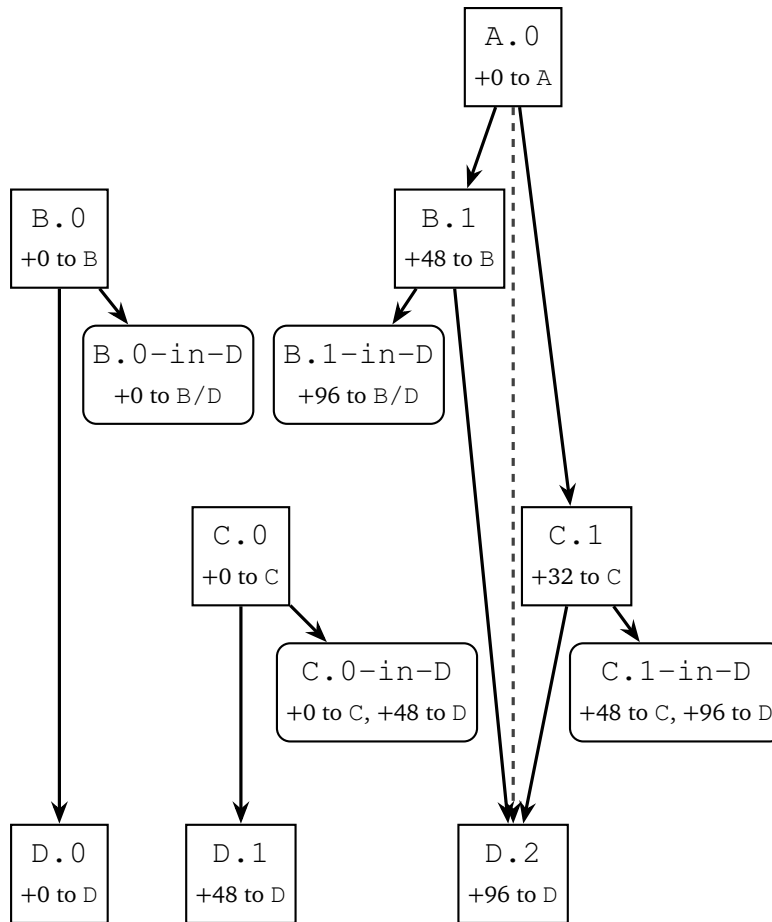 A.0
+0 to A
B.0
+0 to B
B.1
+48 to B
B.0-in-D
+0 to B/D
B.1-in-D
+96 to B/D
C.0
+0 to C
C.1
+32 to C
C.0-in-D
+0 to C, +48 to D
C.1-in-D
+48 to C, +96 to D
D.0
+0 to D
D.1
+48 to D
D.2
+96 to D